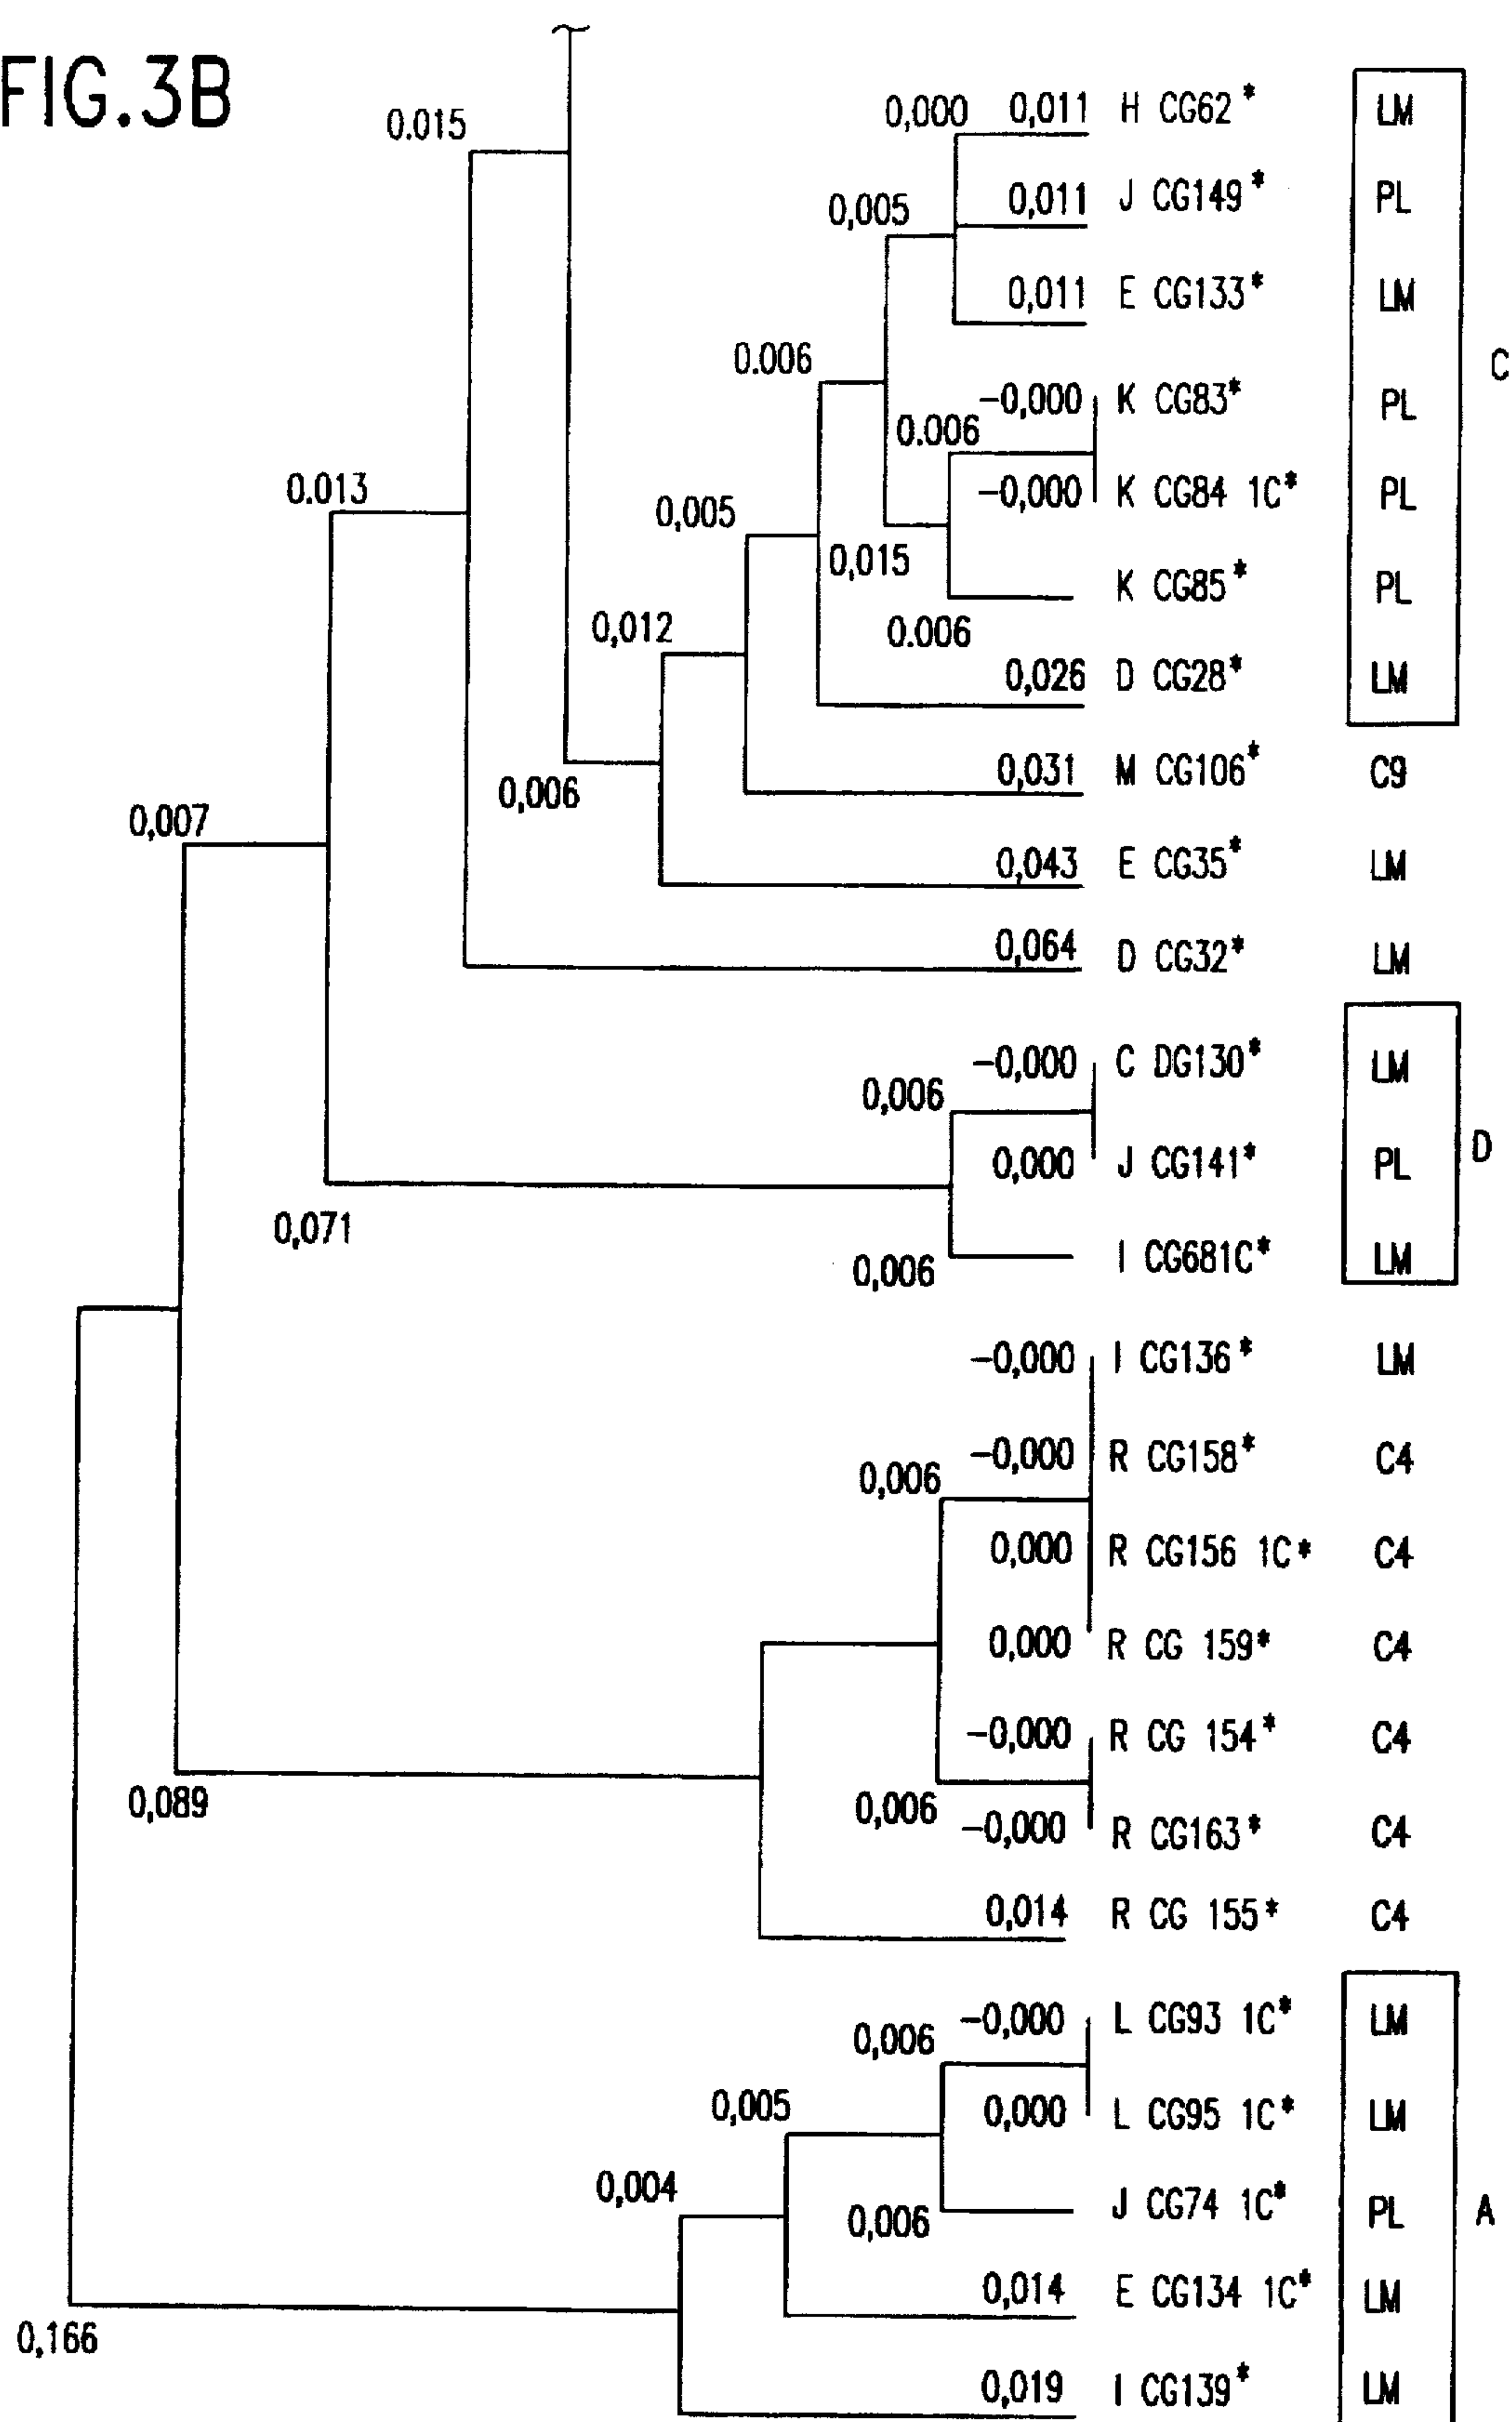 FIG.3B
0.015
0,000 0,011 H CG62* LM
0,005 0,011 J CG149* PL
0,011 E CG133* LM
C
0.006
-0,000 K CG83* PL
0.006
0.013
-0,000 K CG84 1C* PL
0,005
0,015
K CG85* PL
0,012 0.006
0,026 D CG28* LM
0,031 M CG106* C9
0,006
0,007
0,043 E CG35* LM
0,064 D CG32* LM
-0,000 C DG130* LM
0,006
D
0,000 J CG141* PL
0,071
0,006 I CG681C* LM
-0,000 I CG136* LM
-0,000 R CG158* C4
0,006
0,000 R CG156 1C* C4
0,000 R CG 159* C4
-0,000 R CG 154* C4
0,089 0,006
-0,000 R CG163* C4
0,014 R CG 155* C4
-0,000 L CG93 1C* LM
0,006
0,005 0,000 L CG95 1C* LM
0,004
J CG74 1C* PL A
0,006
0,014 E CG134 1C* LM
0,166
0,019 I CG139* LM